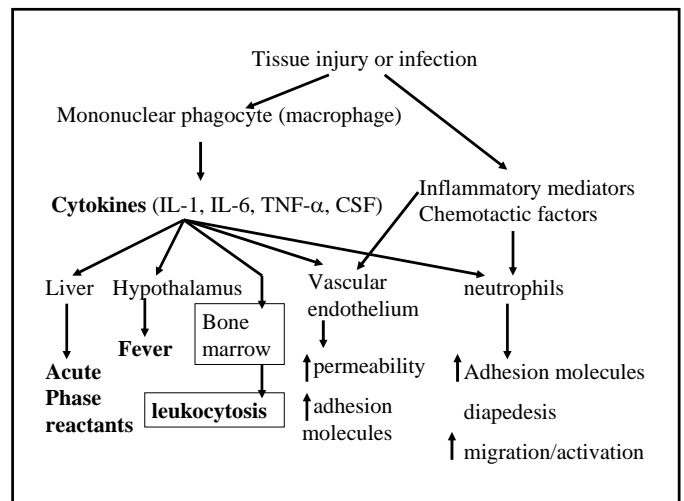 Tissue injury or infection
Mononuclear phagocyte (macrophage)
Inflammatory mediators
Chemotactic factors
Cytokines (IL-1, IL-6, TNF-α, CSF)
Liver
Hypothalamus
Bone
marrow
Vascular
endothelium
neutrophils
Fever
Acute
Phase
reactants
leukocytosis
permeability
adhesion
molecules
Adhesion molecules
diapedesis
migration/activation